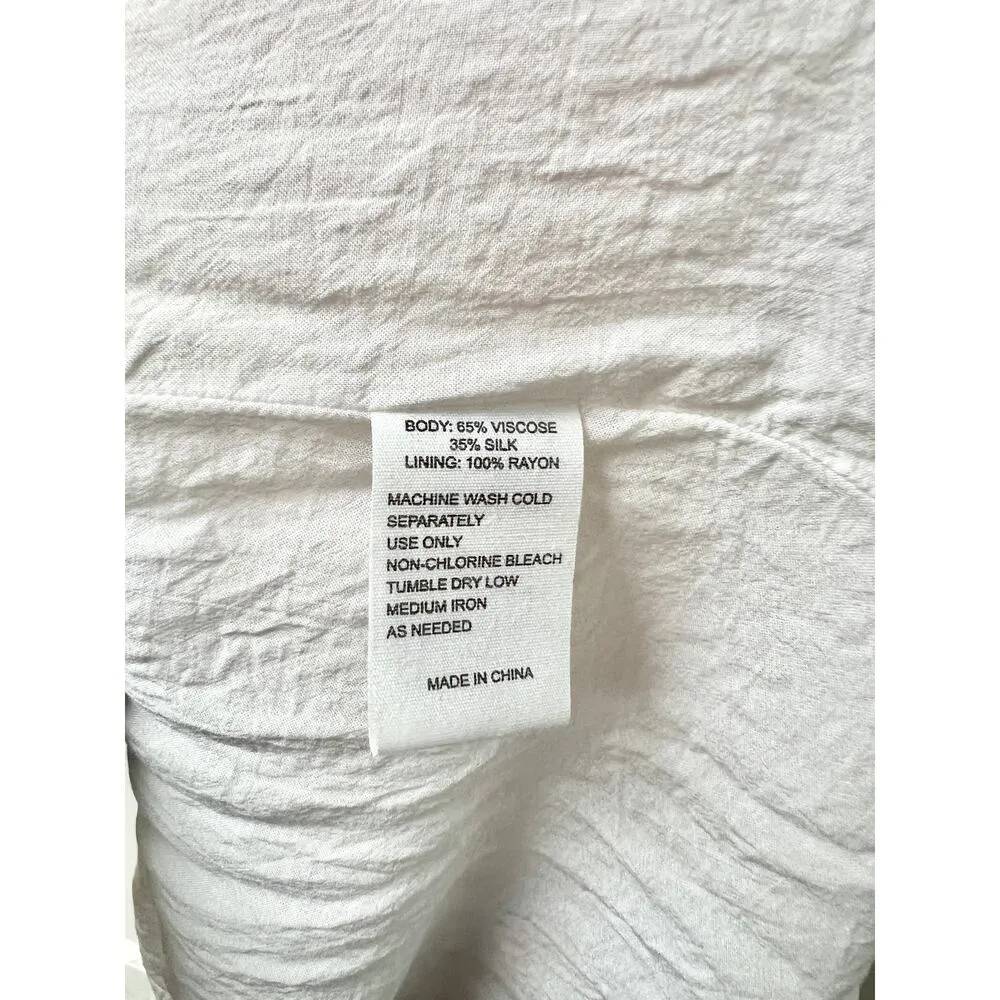 BODY: 65% VISCOSE
35% SILK
LINING: 100% RAYON
MACHINE WASH COLD
SEPARATELY
USE ONLY
NON-CHLORINE BLEACH
TUMBLE DRY LOW
MEDIUM IRON
AS NEEDED
MADE IN CHINA